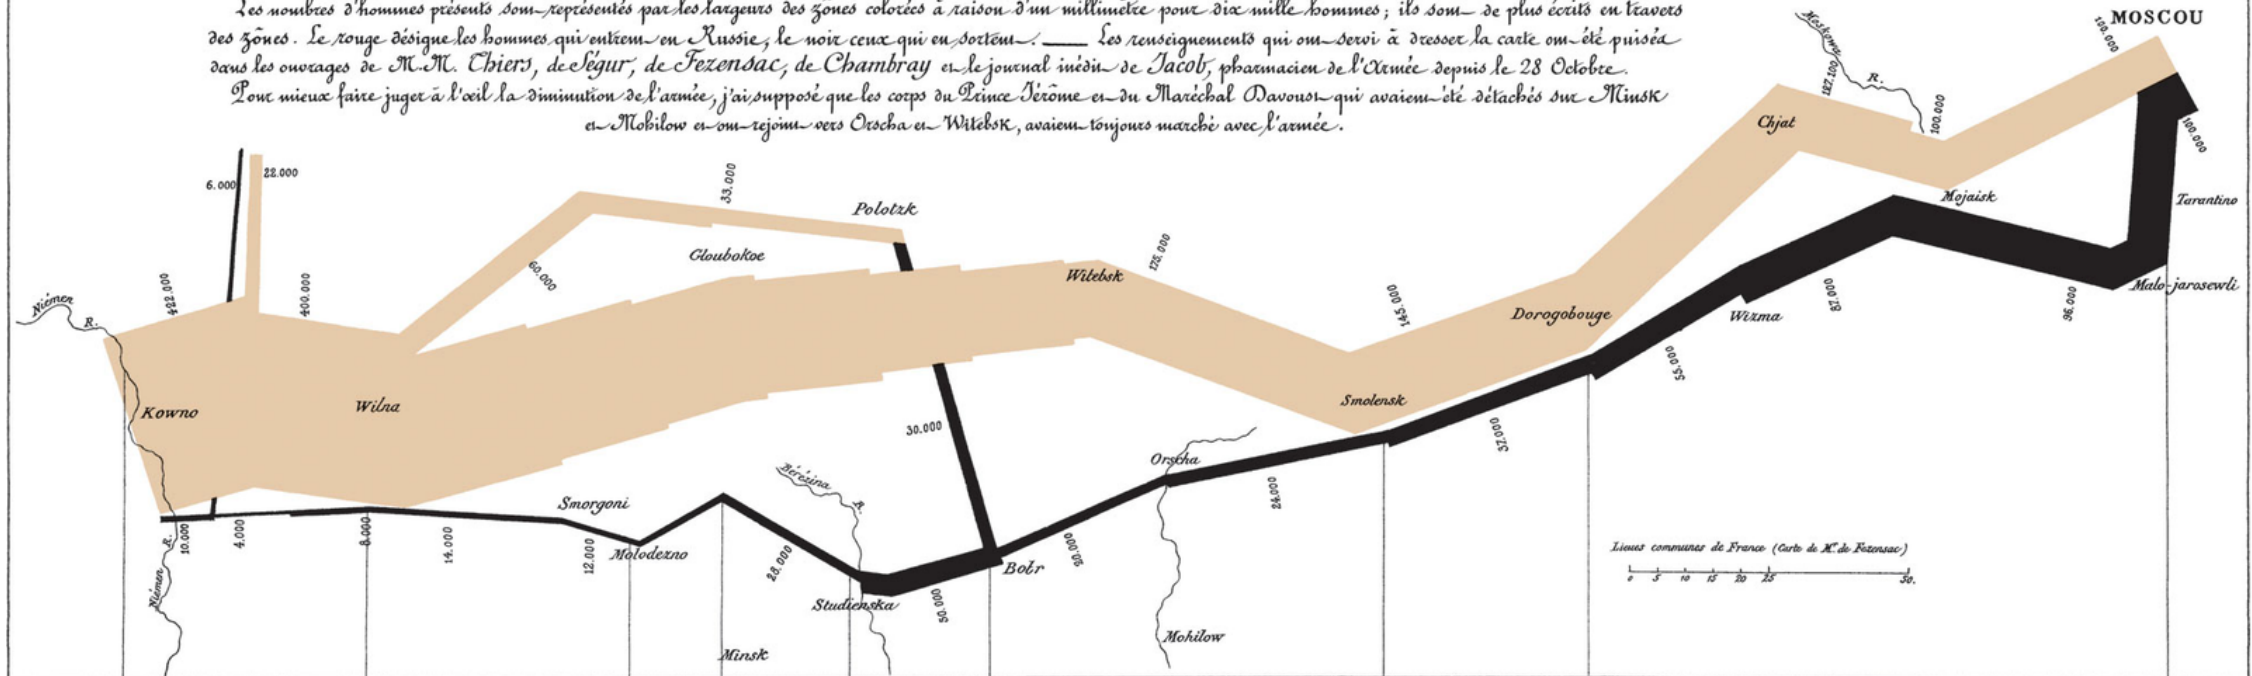 Les nombres d'hommes présents sont représentés par les largeurs des zônes colorées à raison d'un millimètre pour dix mille hommes; ils sont de plus écrits en travers
des zônes. Le rouge désigne les hommes qui entrent en Russie, le noir ceux qui en sortent. — Les renseignements qui ont servi à dresser la carte ont été puisés
dans les ouvrages de M.M. Thiers, de Ségur, de Fezensac, de Chambray et le journal inédit de Jacob, pharmacien de l'Armée depuis le 28 Octobre.
Pour mieux faire juger à l'œil la diminution de l'armée, j'ai supposé que les corps du Prince Jérôme et du Maréchal Davoust qui avaient été détachés sur Minsk
et Mohilow et ont rejoint vers Orscha et Witebsk, avaient toujours marché avec l'armée.
MOSCOU
100.000
Moskowa
R.
127.100
100.000
Chjat
100.000
Mojaisk
Tarantino
6.000
22.000
33.000
Polotzk
Gloubokoe
60.000
422.000
400.000
Niémen
R.
Witebsk
175.000
145.000
Dorogobouge
Wizma
87.000
96.000
Malo-jarosewli
55.000
Kowno
Wilna
Smolensk
30.000
37.000
Orscha
Bérézina
R.
24.000
Smorgoni
10.000
4.000
8.000
14.000
12.000
Molodezno
28.000
Botr
20.000
Studienska
50.000
Niémen
R.
Mohilow
Minsk
Lieues communes de France (Carte de M. de Fezensac)
0 5 10 15 20 25 50.